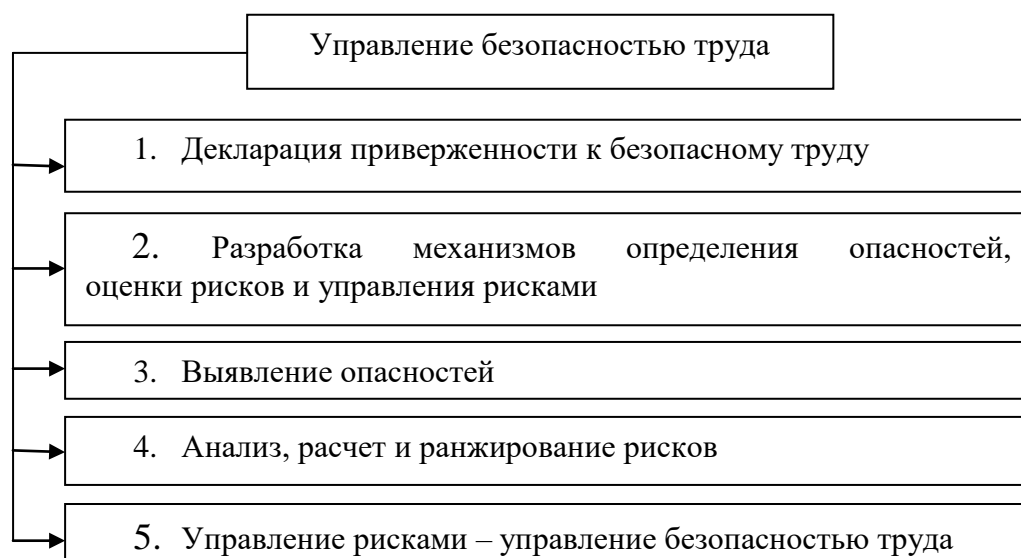 Управление безопасностью труда
1. Декларация приверженности к безопасному труду
2. Разработка механизмов определения опасностей,
оценки рисков и управления рисками
3. Выявление опасностей
4. Анализ, расчет и ранжирование рисков
5. Управление рисками – управление безопасностью труда